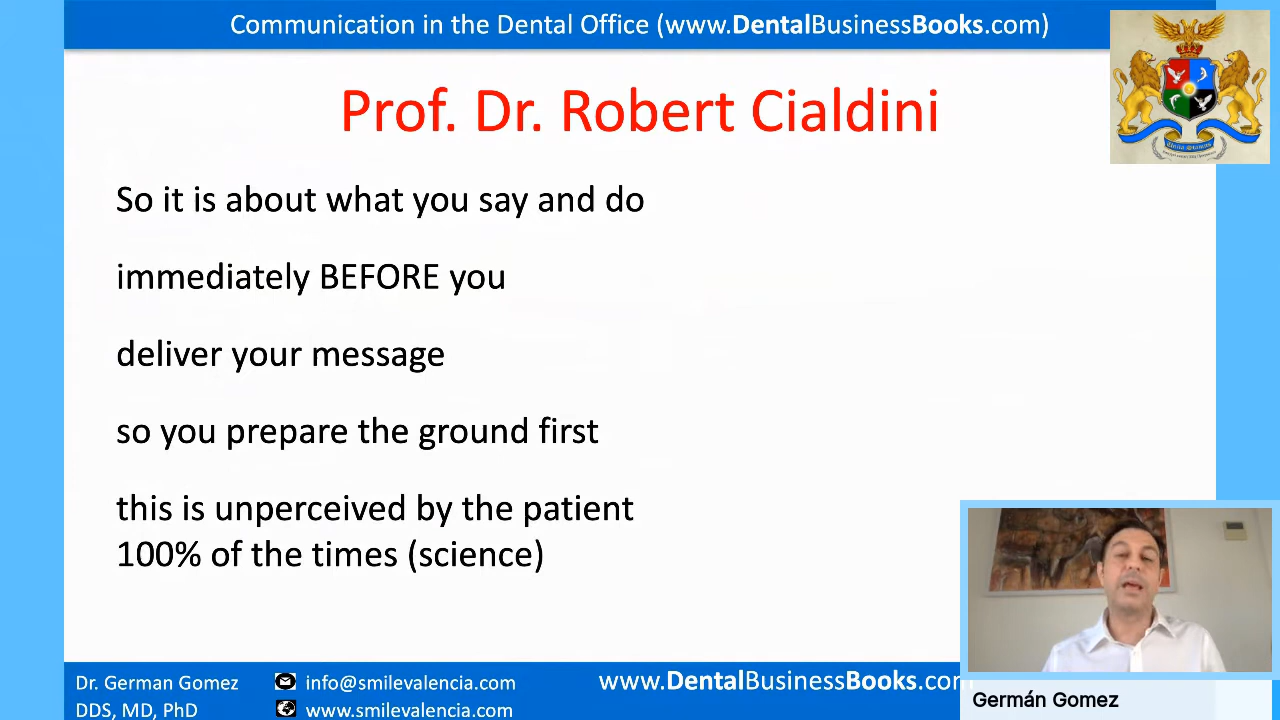 Communication in the Dental Office (www.DentalBusinessBooks.com)
Prof. Dr. Robert Cialdini
So it is about what you say and do
immediately BEFORE you
deliver your message
so you prepare the ground first
this is unperceived by the patient
100% of the times (science)
Dr. German Gomez
DDS, MD, PhD
info@smilevalencia.com
www.smilevalencia.com
www.DentalBusinessBooks.com
Germán Gomez